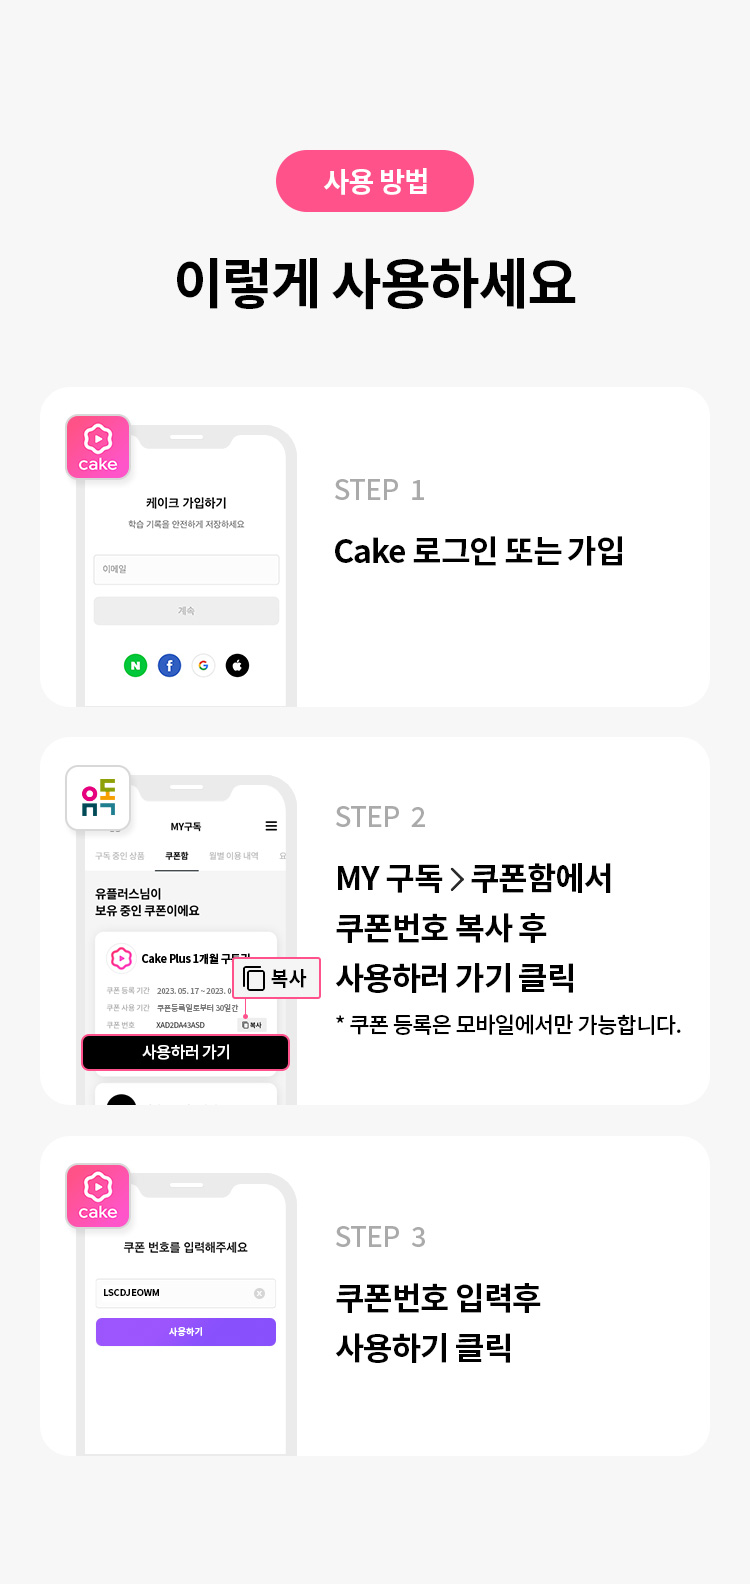 사용 방법
이렇게 사용하세요
cake
케이크 가입하기
학습 기록을 안전하게 저장하세요
이메일
계속
STEP 1
Cake 로그인 또는 가입
유독
MY구독
구독 중인 상품 쿠폰함 월별 이용 내역 요
유플러스님이
보유 중인 쿠폰이에요
Cake Plus 1개월
복사
쿠폰 등록 기간 2023. 05. 17 ~ 2023. 0
쿠폰 사용 기간 쿠폰등록일로부터 30일간
쿠폰 번호 XAD2DA43ASD 복사
사용하러 가기
STEP 2
MY 구독 > 쿠폰함에서
쿠폰번호 복사 후
사용하러 가기 클릭
* 쿠폰 등록은 모바일에서만 가능합니다.
cake
쿠폰 번호를 입력해주세요
LSCDJEOWM
사용하기
STEP 3
쿠폰번호 입력후
사용하기 클릭